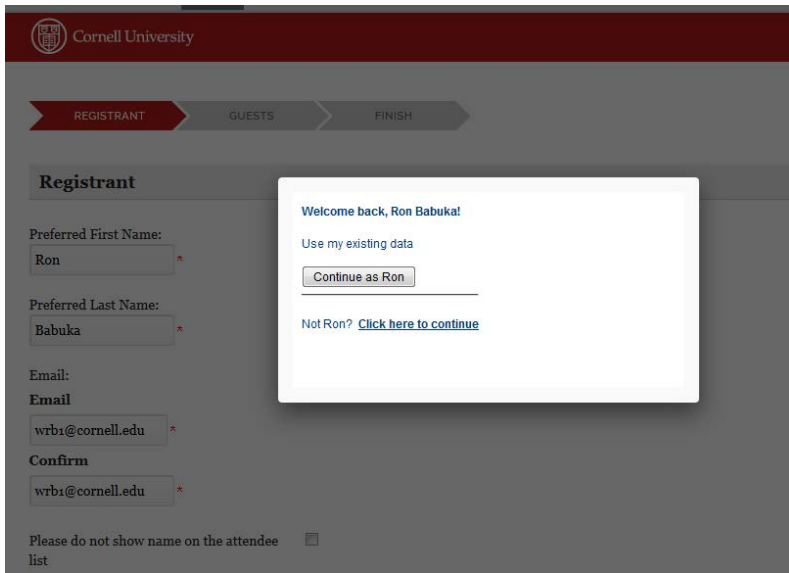 Cornell University
REGISTRANT GUESTS FINISH
Registrant
Preferred First Name:
Ron *
Preferred Last Name:
Babuka *
Email:
Email
wrb1@cornell.edu *
Confirm
wrb1@cornell.edu *
Please do not show name on the attendee
list
Welcome back, Ron Babuka!
Use my existing data
Continue as Ron
Not Ron? Click here to continue